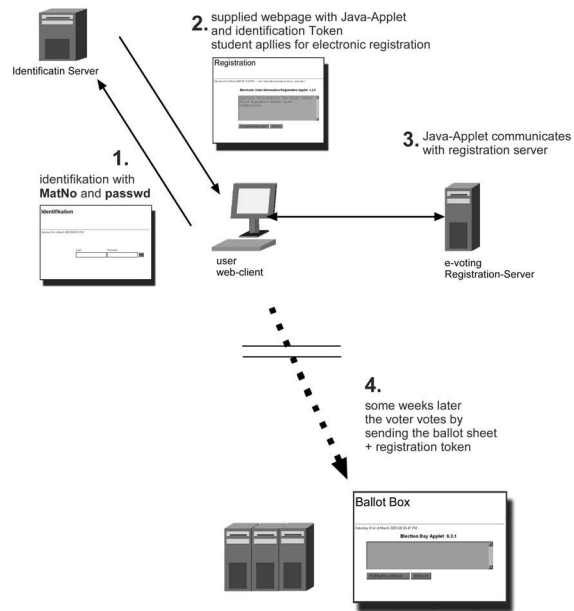 2. supplied webpage with Java-Applet
and identification Token
student apllies for electronic registration
Identificatin Server
Registration
Electronic Voter Information Registration Applet 1.2.0
3. Java-Applet communicates
with registration server
1.
identifikation with
MatNo and passwd
Identifikation
user
web-client
e-voting
Registration-Server
4.
some weeks later
the voter votes by
sending the ballot sheet
+ registration token
Ballot Box
Election Day Applet 0.3.1